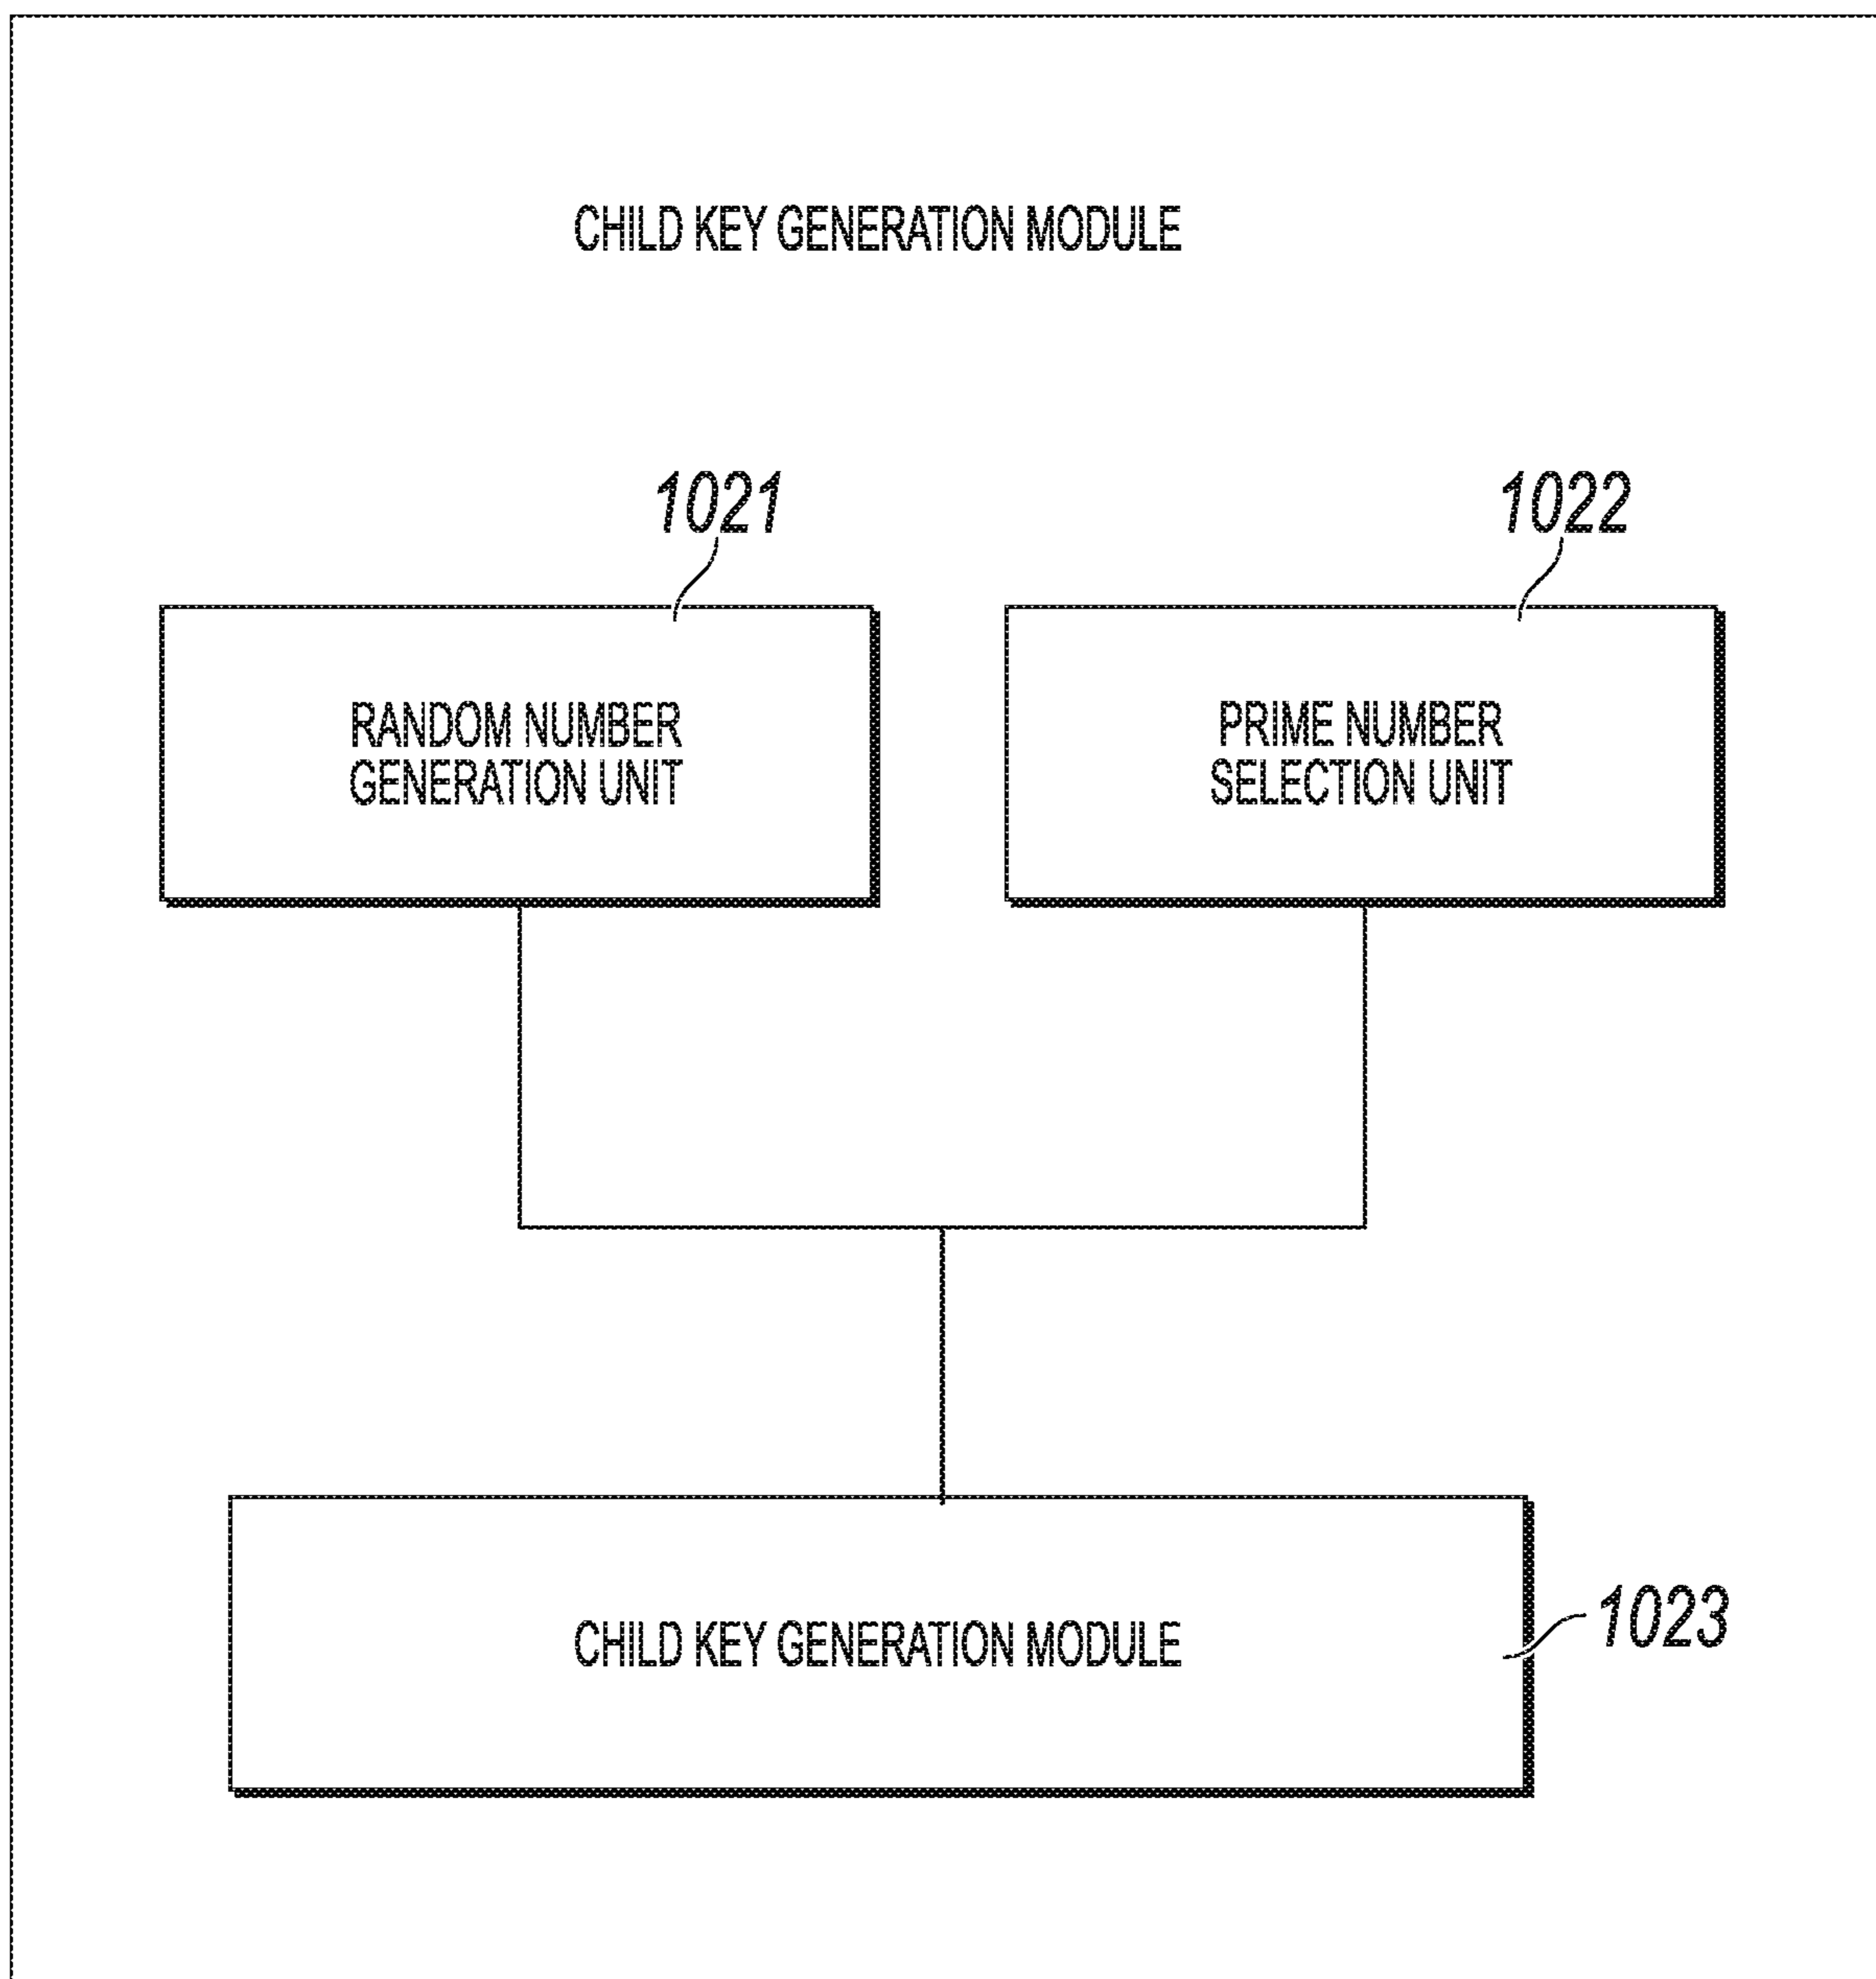 CHILD KEY GENERATION MODULE
1021
1022
RANDOM NUMBER
GENERATION UNIT
PRIME NUMBER
SELECTION UNIT
CHILD KEY GENERATION MODULE
1023